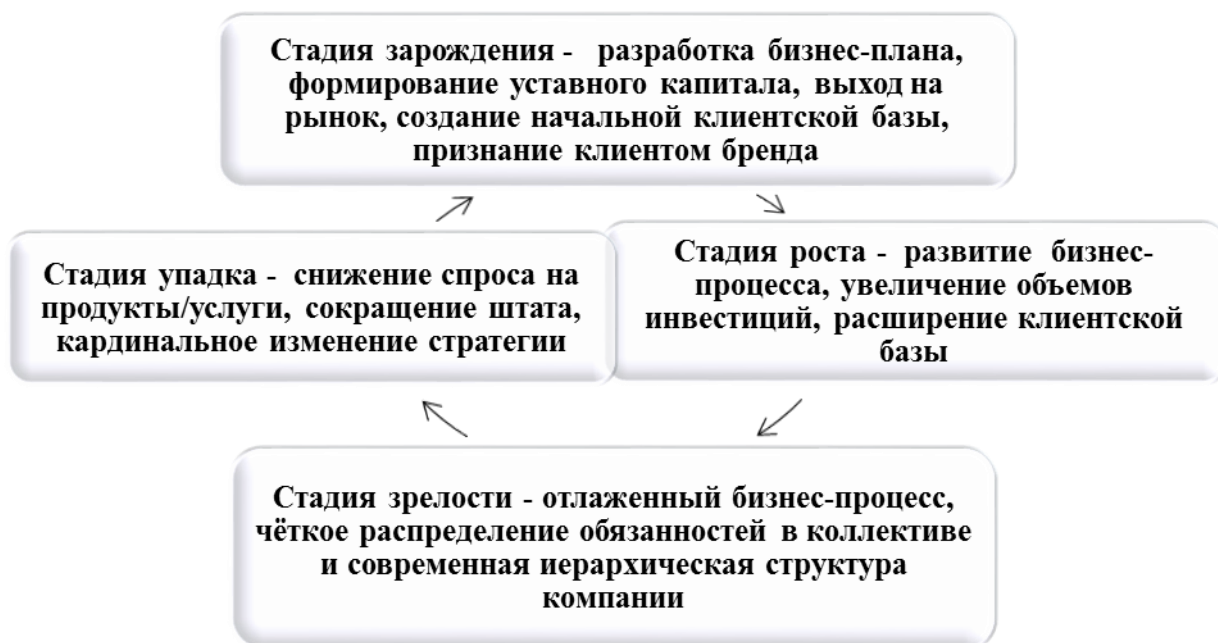 Стадия зарождения - разработка бизнес-плана,
формирование уставного капитала, выход на
рынок, создание начальной клиентской базы,
признание клиентом бренда
Стадия роста - развитие бизнес-
процесса, увеличение объемов
инвестиций, расширение клиентской
базы
Стадия зрелости - отлаженный бизнес-процесс,
чёткое распределение обязанностей в коллективе
и современная иерархическая структура
компании
Стадия упадка - снижение спроса на
продукты/услуги, сокращение штата,
кардинальное изменение стратегии